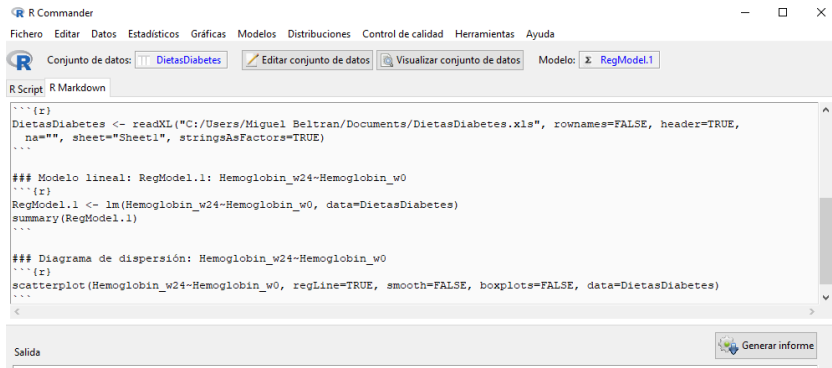 R Commander
Fichero Editar Datos Estadísticos Gráficas Modelos Distribuciones Control de calidad Herramientas Ayuda
R Conjunto de datos: DietasDiabetes Editar conjunto de datos Visualizar conjunto de datos Modelo: Σ RegModel.1
R Script R Markdown
```{r}
DietasDiabetes <- readXL("C:/Users/Miguel Beltran/Documents/DietasDiabetes.xls", rownames=FALSE, header=TRUE,
  na="", sheet="Sheet1", stringsAsFactors=TRUE)
```
### Modelo lineal: RegModel.1: Hemoglobin_w24~Hemoglobin_w0
```{r}
RegModel.1 <- lm(Hemoglobin_w24~Hemoglobin_w0, data=DietasDiabetes)
summary(RegModel.1)
```
### Diagrama de dispersión: Hemoglobin_w24~Hemoglobin_w0
```{r}
scatterplot(Hemoglobin_w24~Hemoglobin_w0, regLine=TRUE, smooth=FALSE, boxplots=FALSE, data=DietasDiabetes)
```
Generar informe
Salida